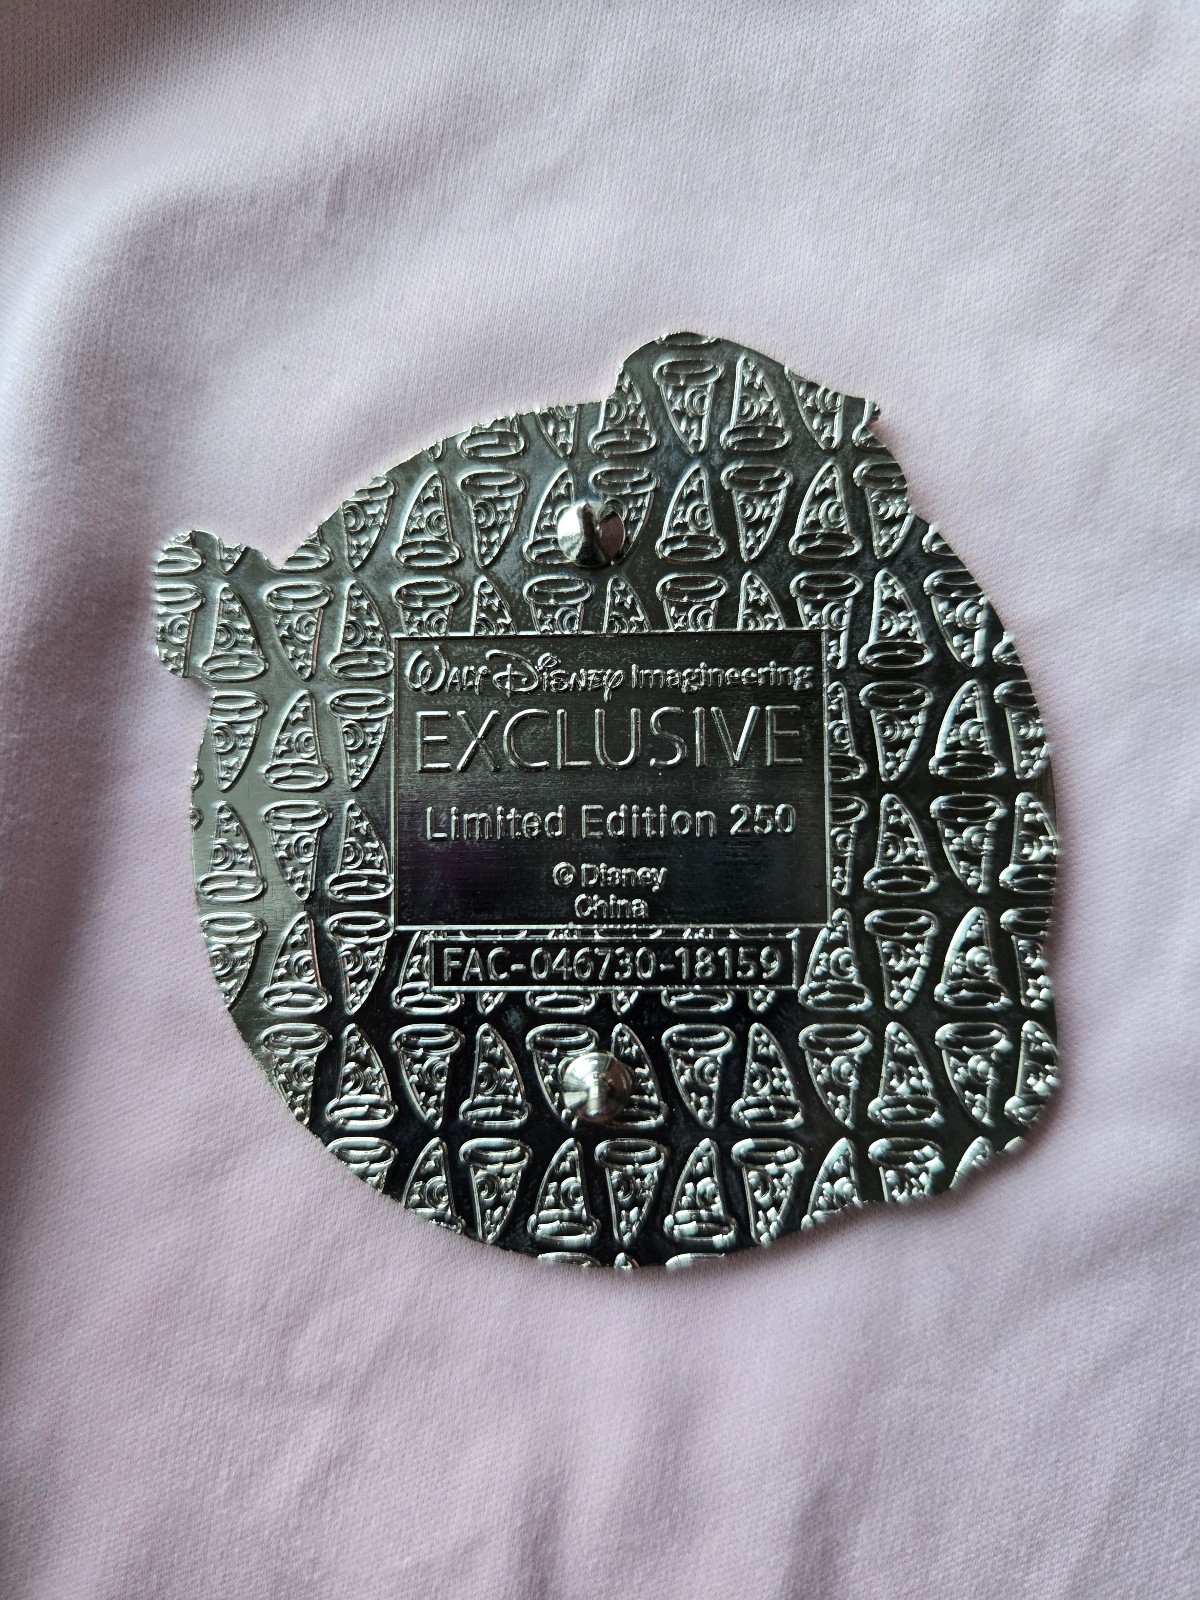 Walt Disney Imagineering
EXCLUSIVE
Limited Edition 250
© Disney
China
FAC-046730-18159